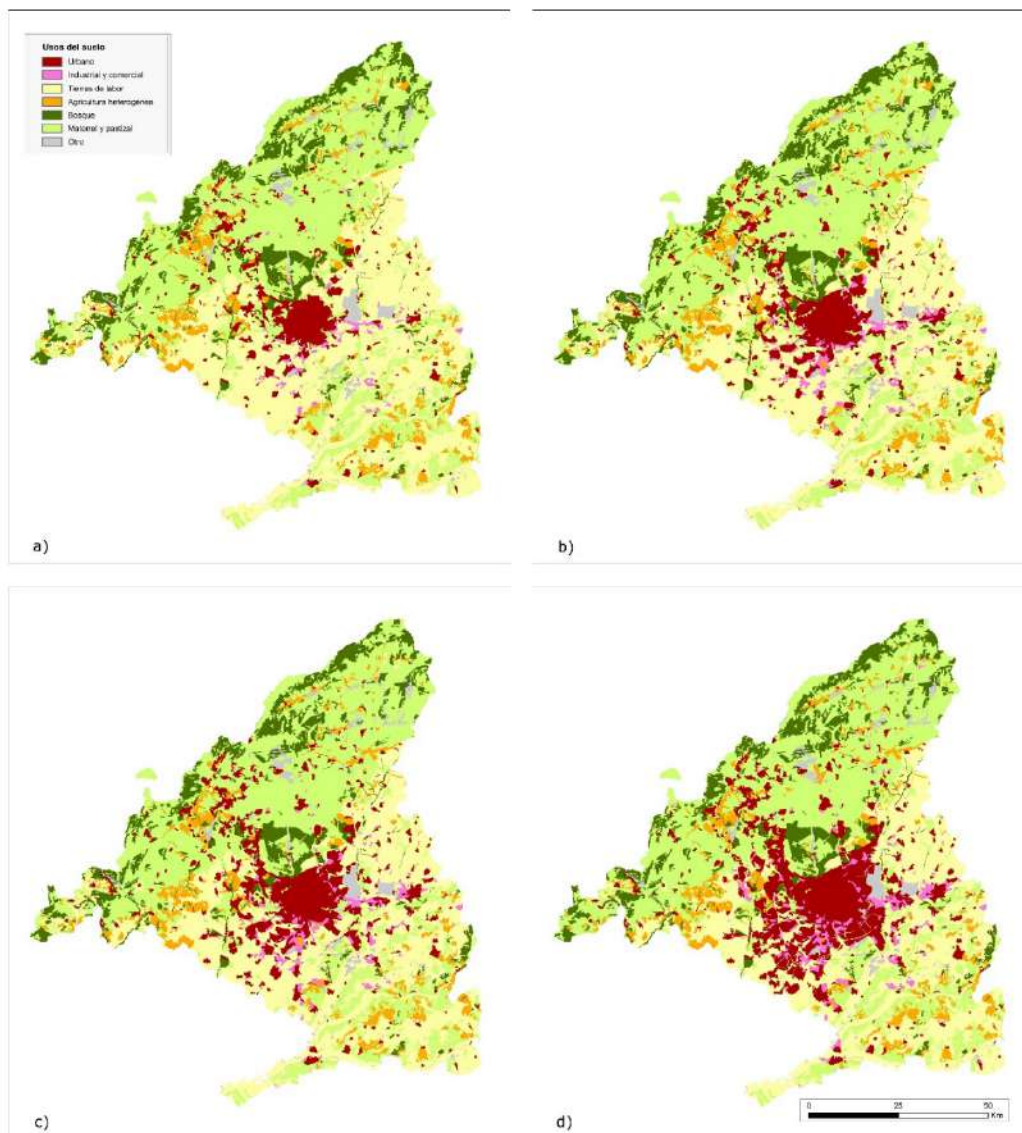 Usos del suelo
Urbano
Industrial y comercial
Tierras de labor
Agricultura heterogénea
Bosque
Matorral y pastizal
Otro
a)
b)
c)
d)
0 25 50
Km